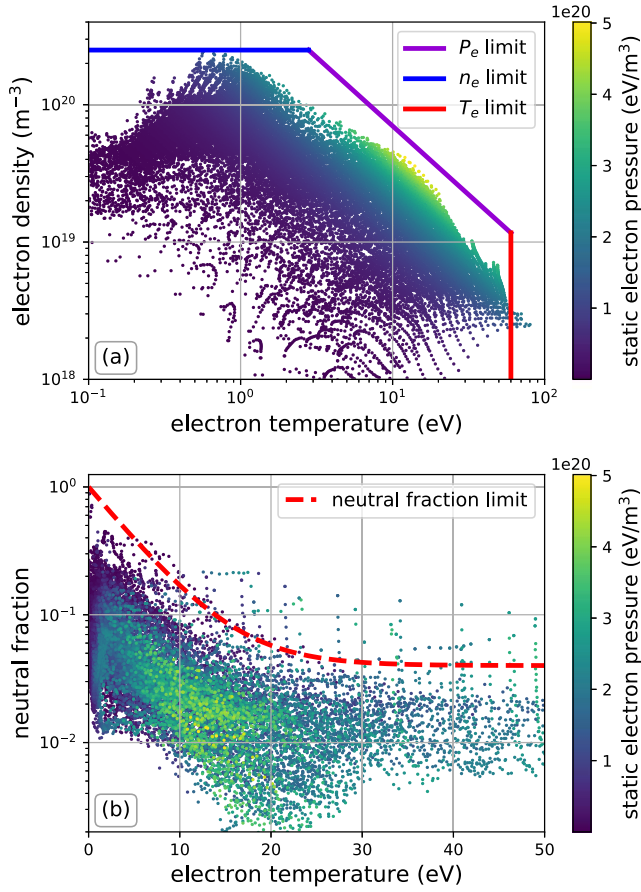 1e20
5
4
3
2
1
static electron pressure (eV/m³)
Pₑ limit
nₑ limit
Tₑ limit
10²⁰
10¹⁹
10¹⁸
electron density (m⁻³)
(a)
10⁻¹ 10⁰ 10¹ 10²
electron temperature (eV)
1e20
5
4
3
2
1
static electron pressure (eV/m³)
neutral fraction limit
10⁰
10⁻¹
10⁻²
neutral fraction
(b)
0 10 20 30 40 50
electron temperature (eV)